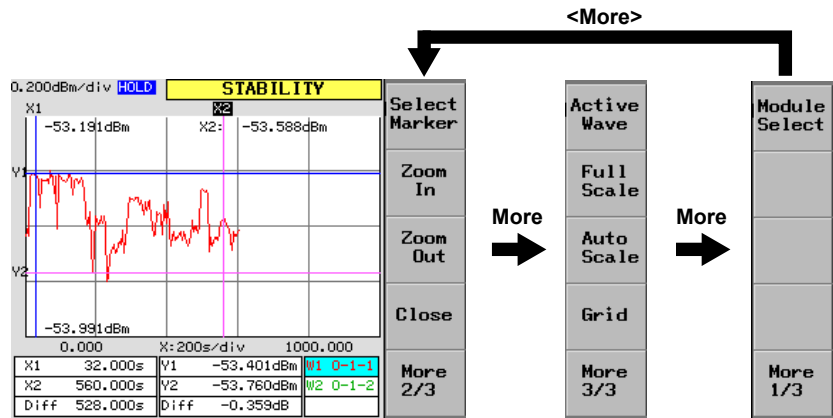 <More>
0.200dBm/div HOLD STABILITY
X1 X2
-53.191dBm X2: -53.588dBm
Y1
Y2
-53.991dBm
0.000 X:200s/div 1000.000
X1 32.000s Y1 -53.401dBm W1 0-1-1
X2 560.000s Y2 -53.760dBm W2 0-1-2
Diff 528.000s Diff -0.359dB
Select
Marker
Zoom
In
Zoom
Out
Close
More
2/3
More
Active
Wave
Full
Scale
Auto
Scale
Grid
More
3/3
More
Module
Select
More
1/3